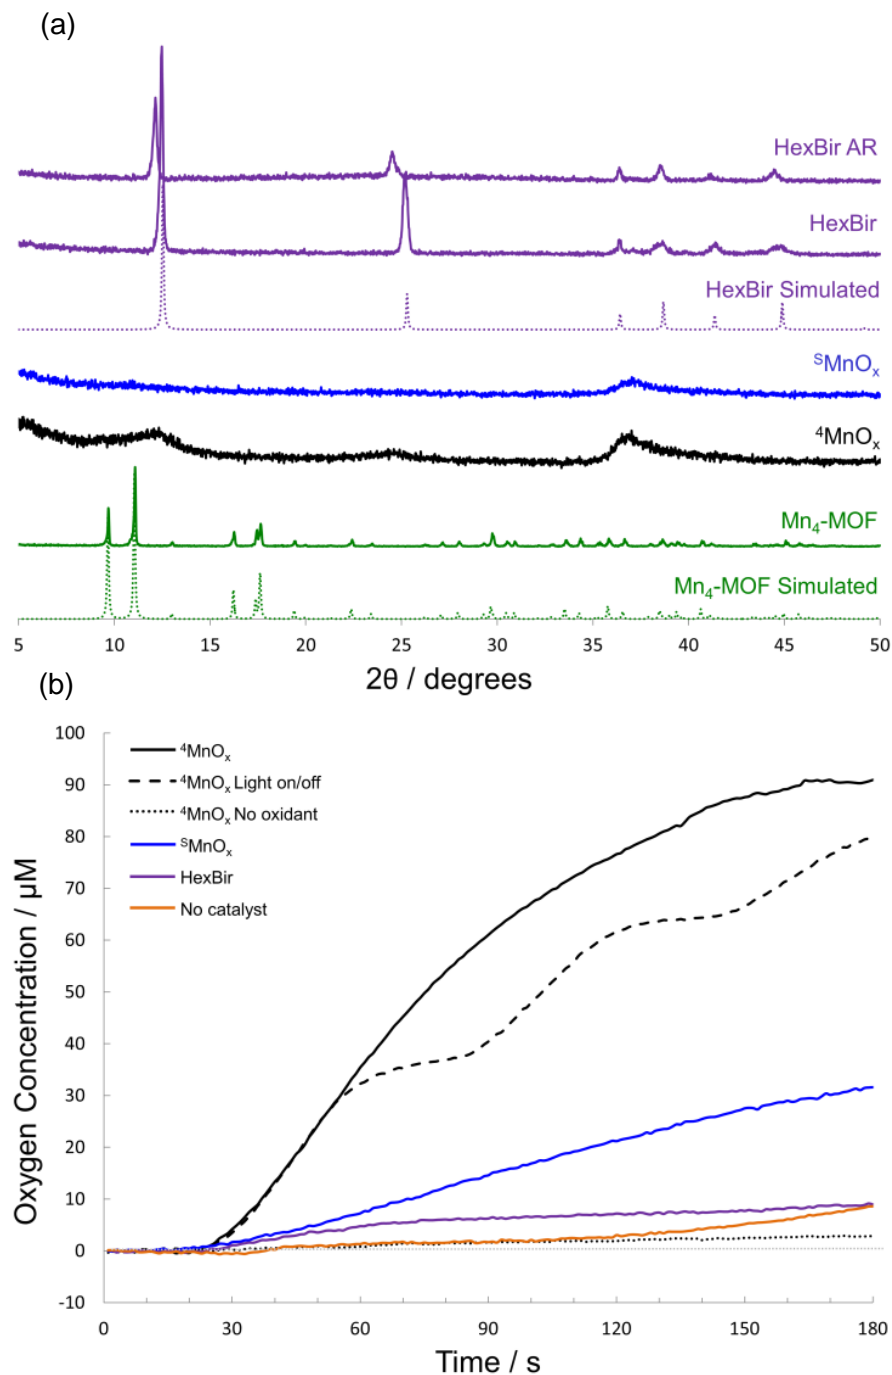 (a)
HexBir AR
HexBir
HexBir Simulated
ˢMnOₓ
⁴MnOₓ
Mn₄-MOF
Mn₄-MOF Simulated
5 10 15 20 25 30 35 40 45 50
2θ / degrees
(b)
100
90
80
70
60
50
40
30
20
10
0
-10
⁴MnOₓ
⁴MnOₓ Light on/off
⁴MnOₓ No oxidant
ˢMnOₓ
HexBir
No catalyst
Oxygen Concentration / µM
0 30 60 90 120 150 180
Time / s